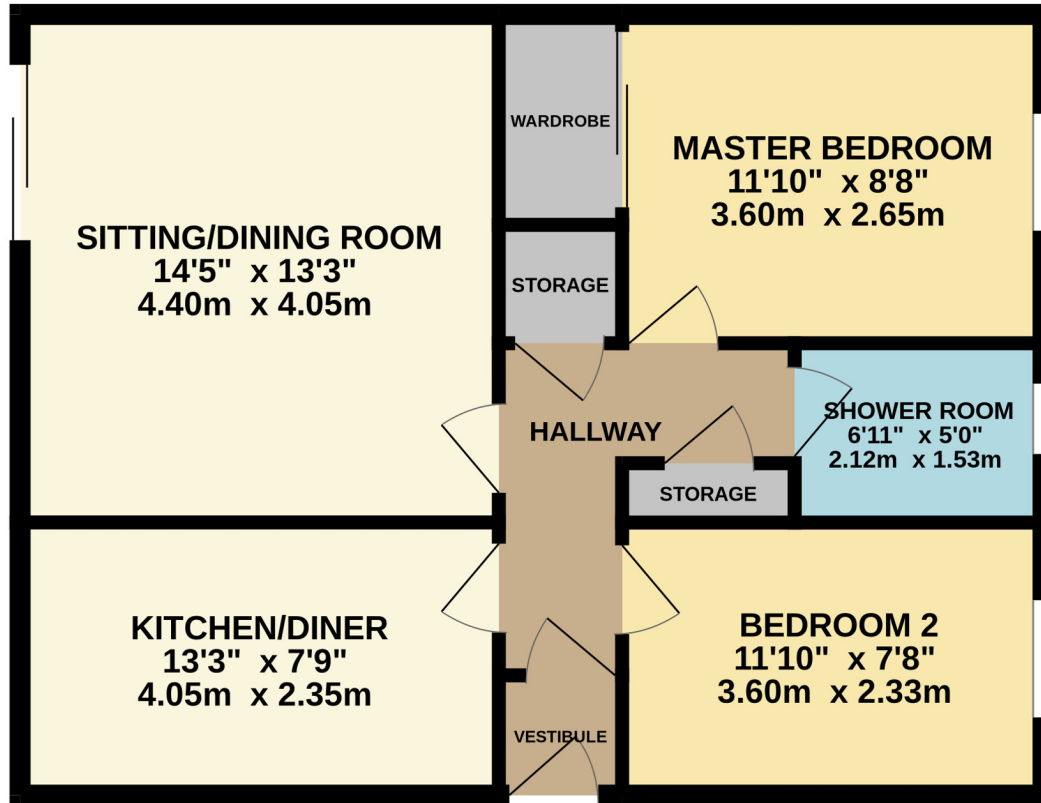 WARDROBE
MASTER BEDROOM
11'10" x 8'8"
3.60m x 2.65m
SITTING/DINING ROOM
14'5" x 13'3"
4.40m x 4.05m
STORAGE
HALLWAY
SHOWER ROOM
6'11" x 5'0"
2.12m x 1.53m
STORAGE
KITCHEN/DINER
13'3" x 7'9"
4.05m x 2.35m
BEDROOM 2
11'10" x 7'8"
3.60m x 2.33m
VESTIBULE